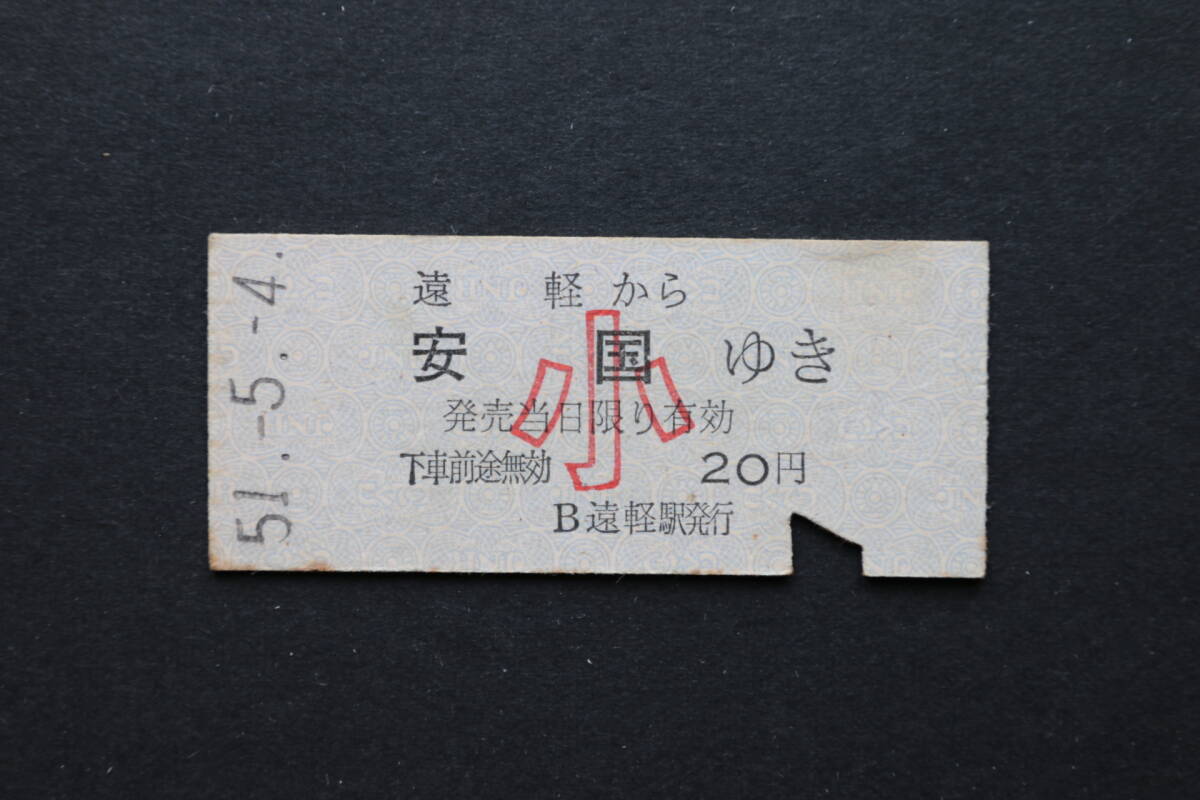 51.-5.-4.
遠軽から
安国ゆき
小
発売当日限り有効
下車前途無効 20円
B遠軽駅発行